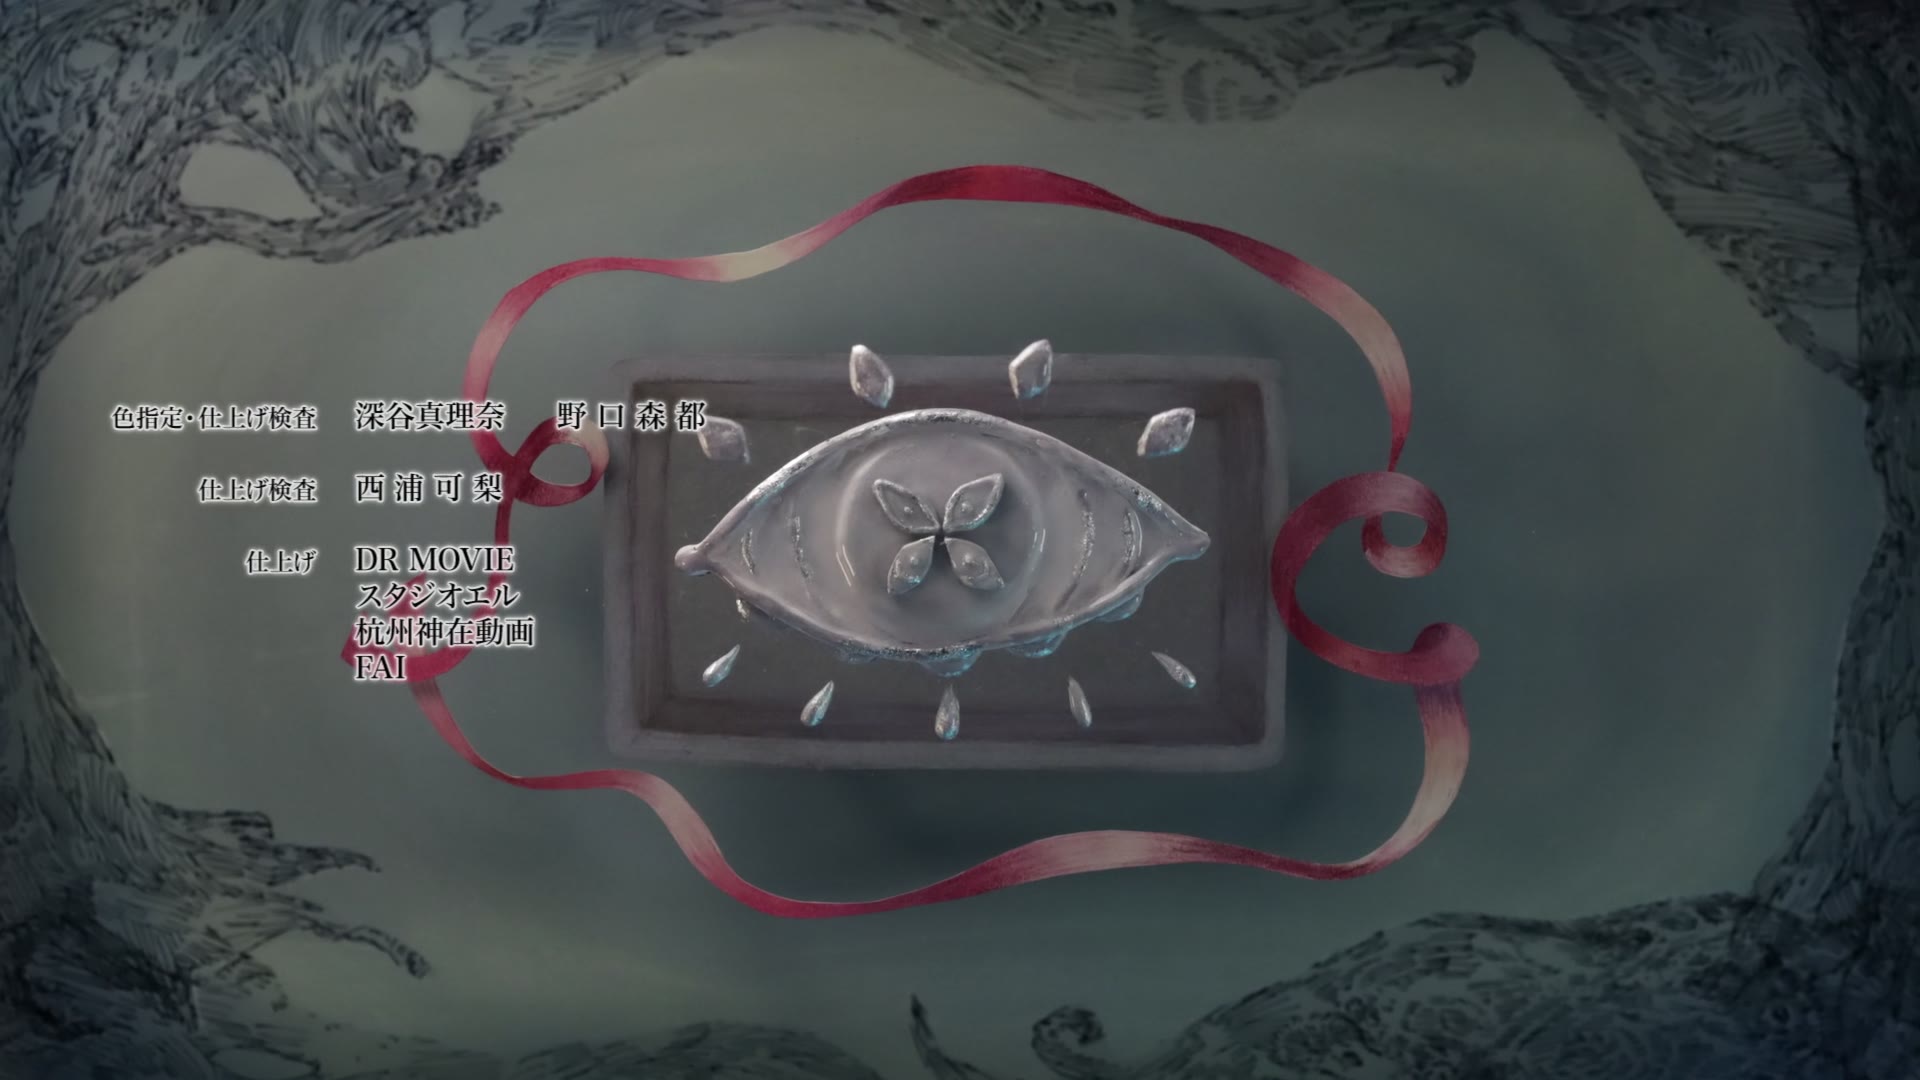 色指定・仕上げ検査 深谷真理奈 野口森都
仕上げ検査 西浦可梨
仕上げ DR MOVIE
スタジオエル
杭州神在動画
FAI